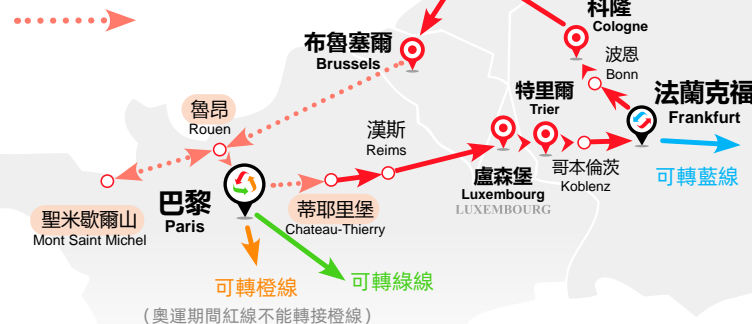 科隆
Cologne
布魯塞爾
Brussels
波恩
Bonn
特里爾
Trier
法蘭克福
Frankfurt
魯昂
Rouen
漢斯
Reims
哥本倫茨
Koblenz
可轉藍線
盧森堡
Luxembourg
LUXEMBOURG
聖米歇爾山
Mont Saint Michel
巴黎
Paris
蒂耶里堡
Chateau-Thierry
可轉橙線
可轉綠線
(奧運期間紅線不能轉接橙線)